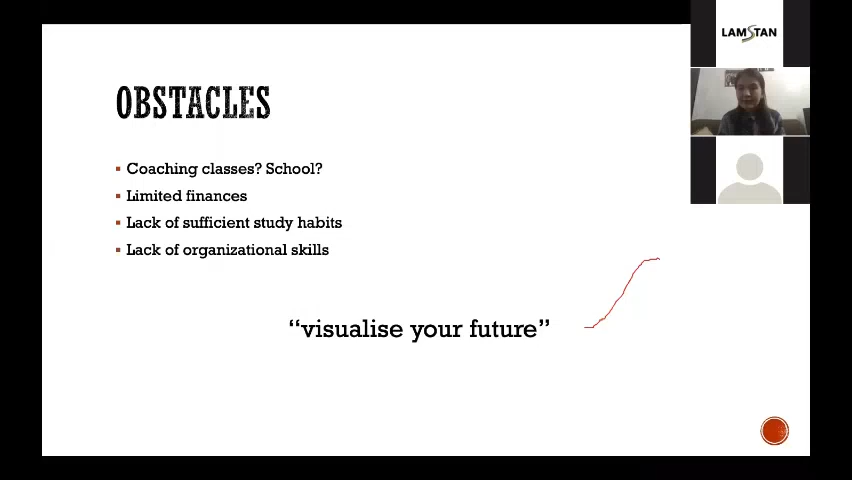 LAMSTAN
OBSTACLES
Coaching classes? School?
Limited finances
Lack of sufficient study habits
Lack of organizational skills
“visualise your future”